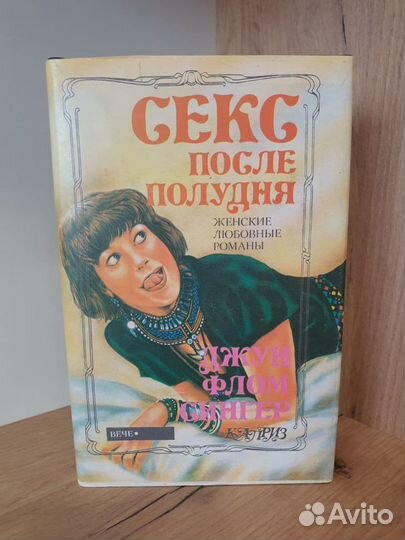 СЕКС
ПОСЛЕ
ПОЛУДНЯ
ЖЕНСКИЕ
ЛЮБОВНЫЕ
РОМАНЫ
ДЖУН
ФЛОМ
СИНГЕР
ВЕЧЕ•
КАПРИЗ
Avito